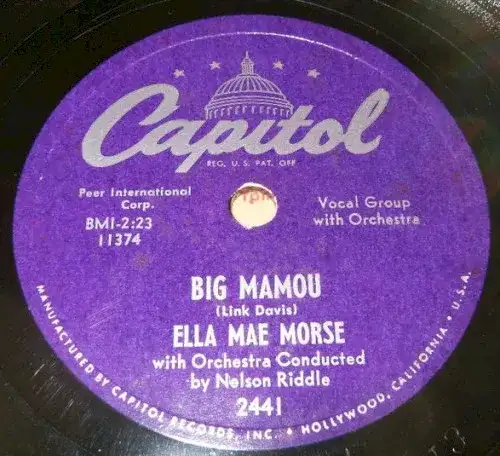 Capitol
REG. U.S. PAT. OFF
Peer International
Corp.
BMI-2:23
11374
Vocal Group
with Orchestra
BIG MAMOU
(Link Davis)
ELLA MAE MORSE
with Orchestra Conducted
by Nelson Riddle
2441
MANUFACTURED BY CAPITOL RECORDS, INC. • HOLLYWOOD, CALIFORNIA • U.S.A.